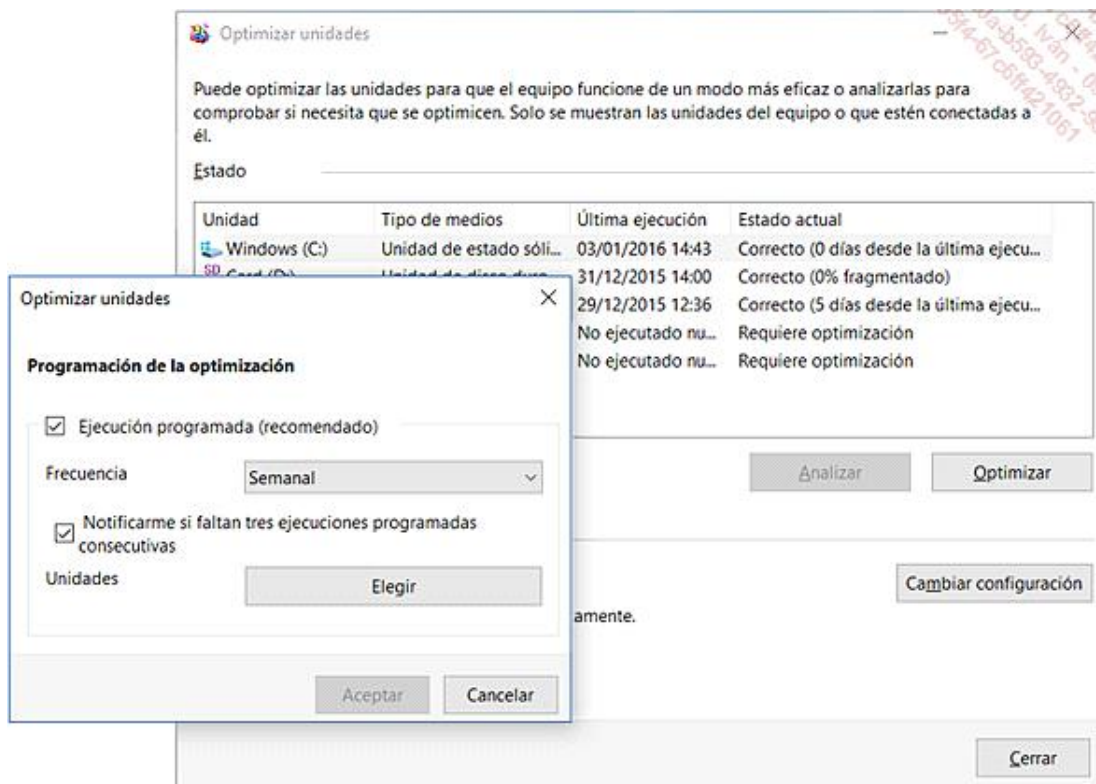 Optimizar unidades
Puede optimizar las unidades para que el equipo funcione de un modo más eficaz o analizarlas para
comprobar si necesita que se optimicen. Solo se muestran las unidades del equipo o que estén conectadas a
él.
Estado
Unidad Tipo de medios Última ejecución Estado actual
Windows (C:) Unidad de estado sóli... 03/01/2016 14:43 Correcto (0 días desde la última ejecu...
SD Card (D:) Unidad de disco duro 31/12/2015 14:00 Correcto (0% fragmentado)
29/12/2015 12:36 Correcto (5 días desde la última ejecu...
No ejecutado nu... Requiere optimización
No ejecutado nu... Requiere optimización
Analizar Optimizar
Cambiar configuración
amente.
Cerrar
Optimizar unidades
Programación de la optimización
Ejecución programada (recomendado)
Frecuencia Semanal
Notificarme si faltan tres ejecuciones programadas
consecutivas
Unidades Elegir
Aceptar Cancelar